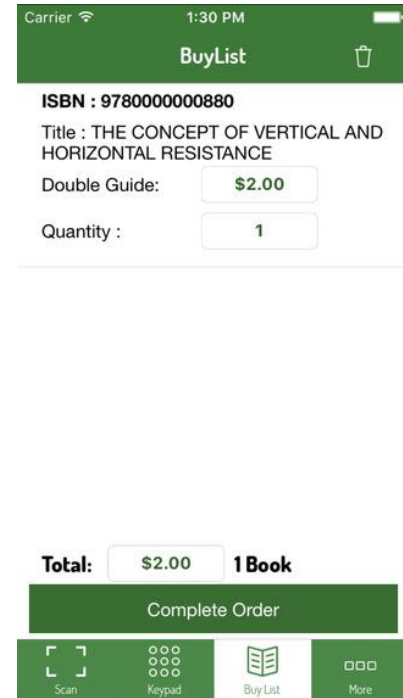 Carrier 1:30 PM
BuyList
ISBN : 9780000000880
Title : THE CONCEPT OF VERTICAL AND
HORIZONTAL RESISTANCE
Double Guide: $2.00
Quantity : 1
Total: $2.00 1 Book
Complete Order
Scan Keypad Buy List More